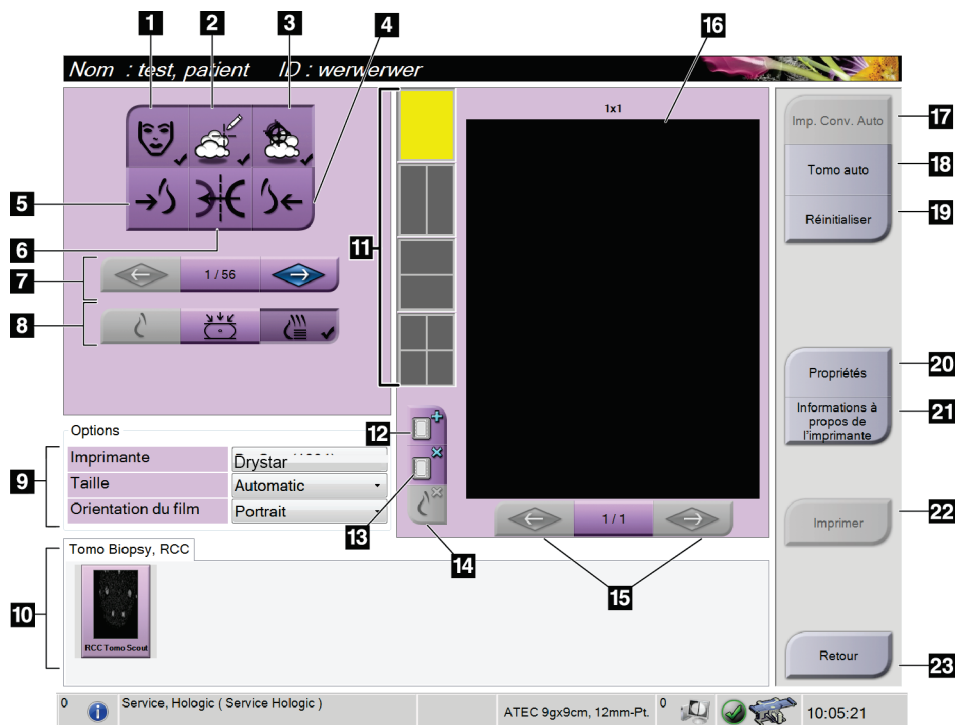 1 2 3 4 16
Nom : test, patient ID : werwerwer
1x1
5
6
7
8
11
1 / 56
Imp. Conv. Auto 17
Tomo auto 18
Réinitialiser 19
Propriétés 20
Informations à
propos de
l'imprimante 21
Options
Imprimante
Drystar
Taille
Automatic
Orientation du film
Portrait
9
12
13
14
1 / 1
15
Imprimer 22
Tomo Biopsy, RCC
10
RCC Tomo Scout
Retour 23
0 Service, Hologic ( Service Hologic ) ATEC 9gx9cm, 12mm-Pt. 0 10:05:21